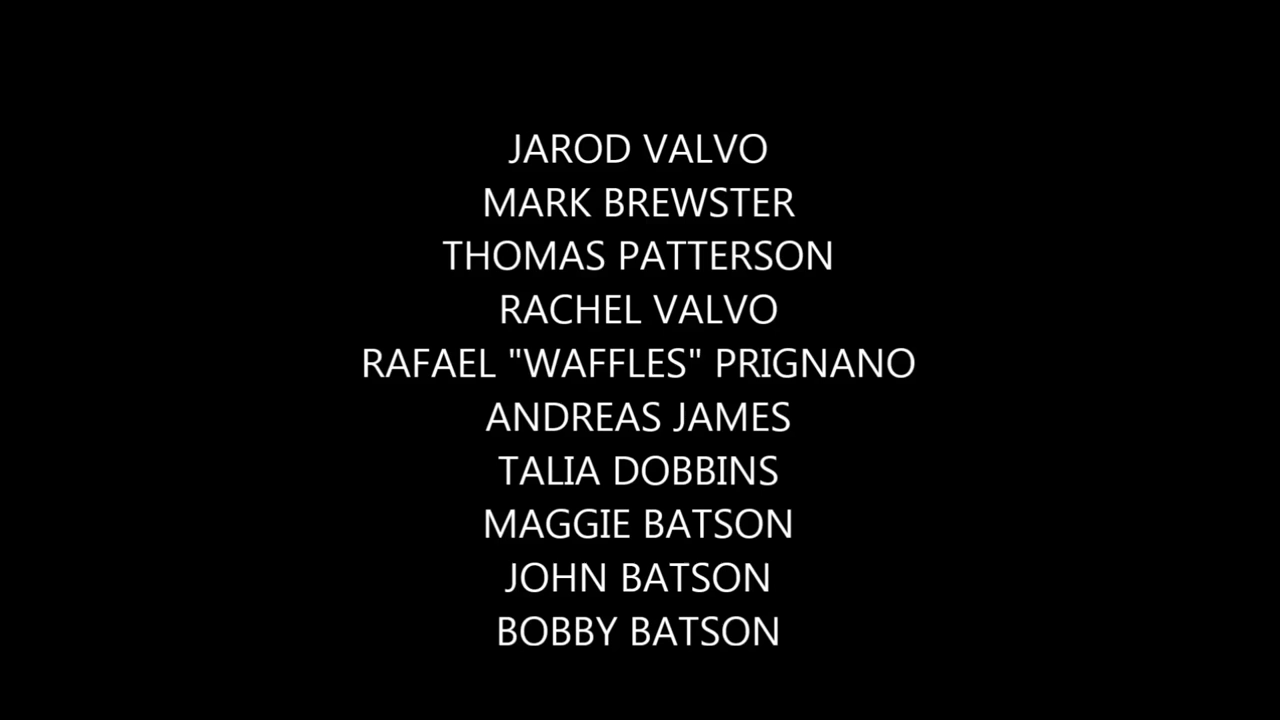 JAROD VALVO
MARK BREWSTER
THOMAS PATTERSON
RACHEL VALVO
RAFAEL "WAFFLES" PRIGNANO
ANDREAS JAMES
TALIA DOBBINS
MAGGIE BATSON
JOHN BATSON
BOBBY BATSON